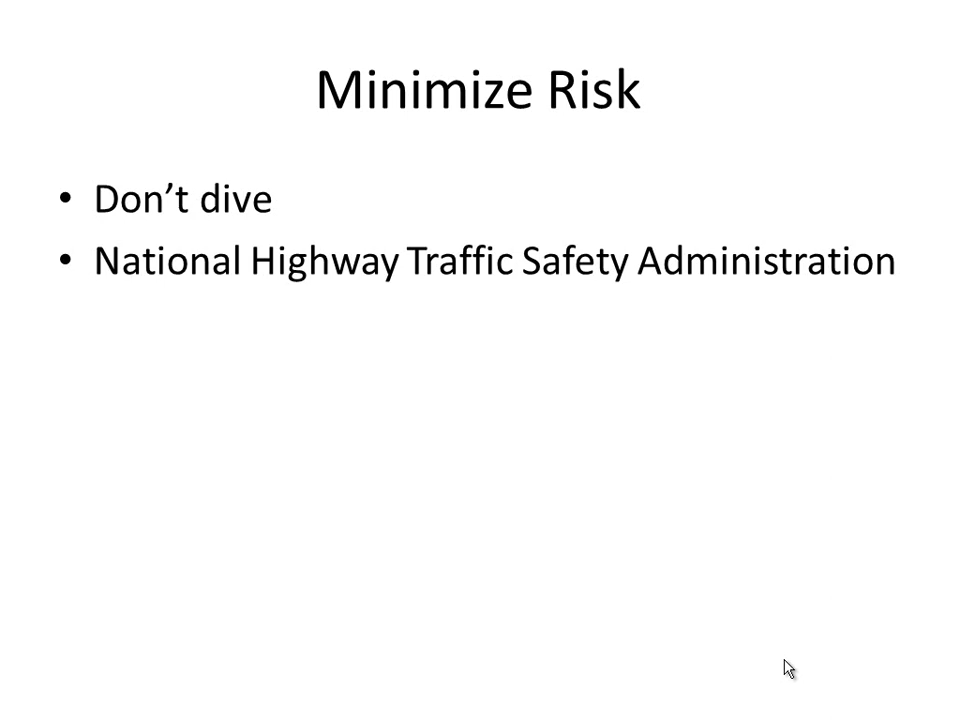 Minimize Risk
• Don’t dive
• National Highway Traffic Safety Administration